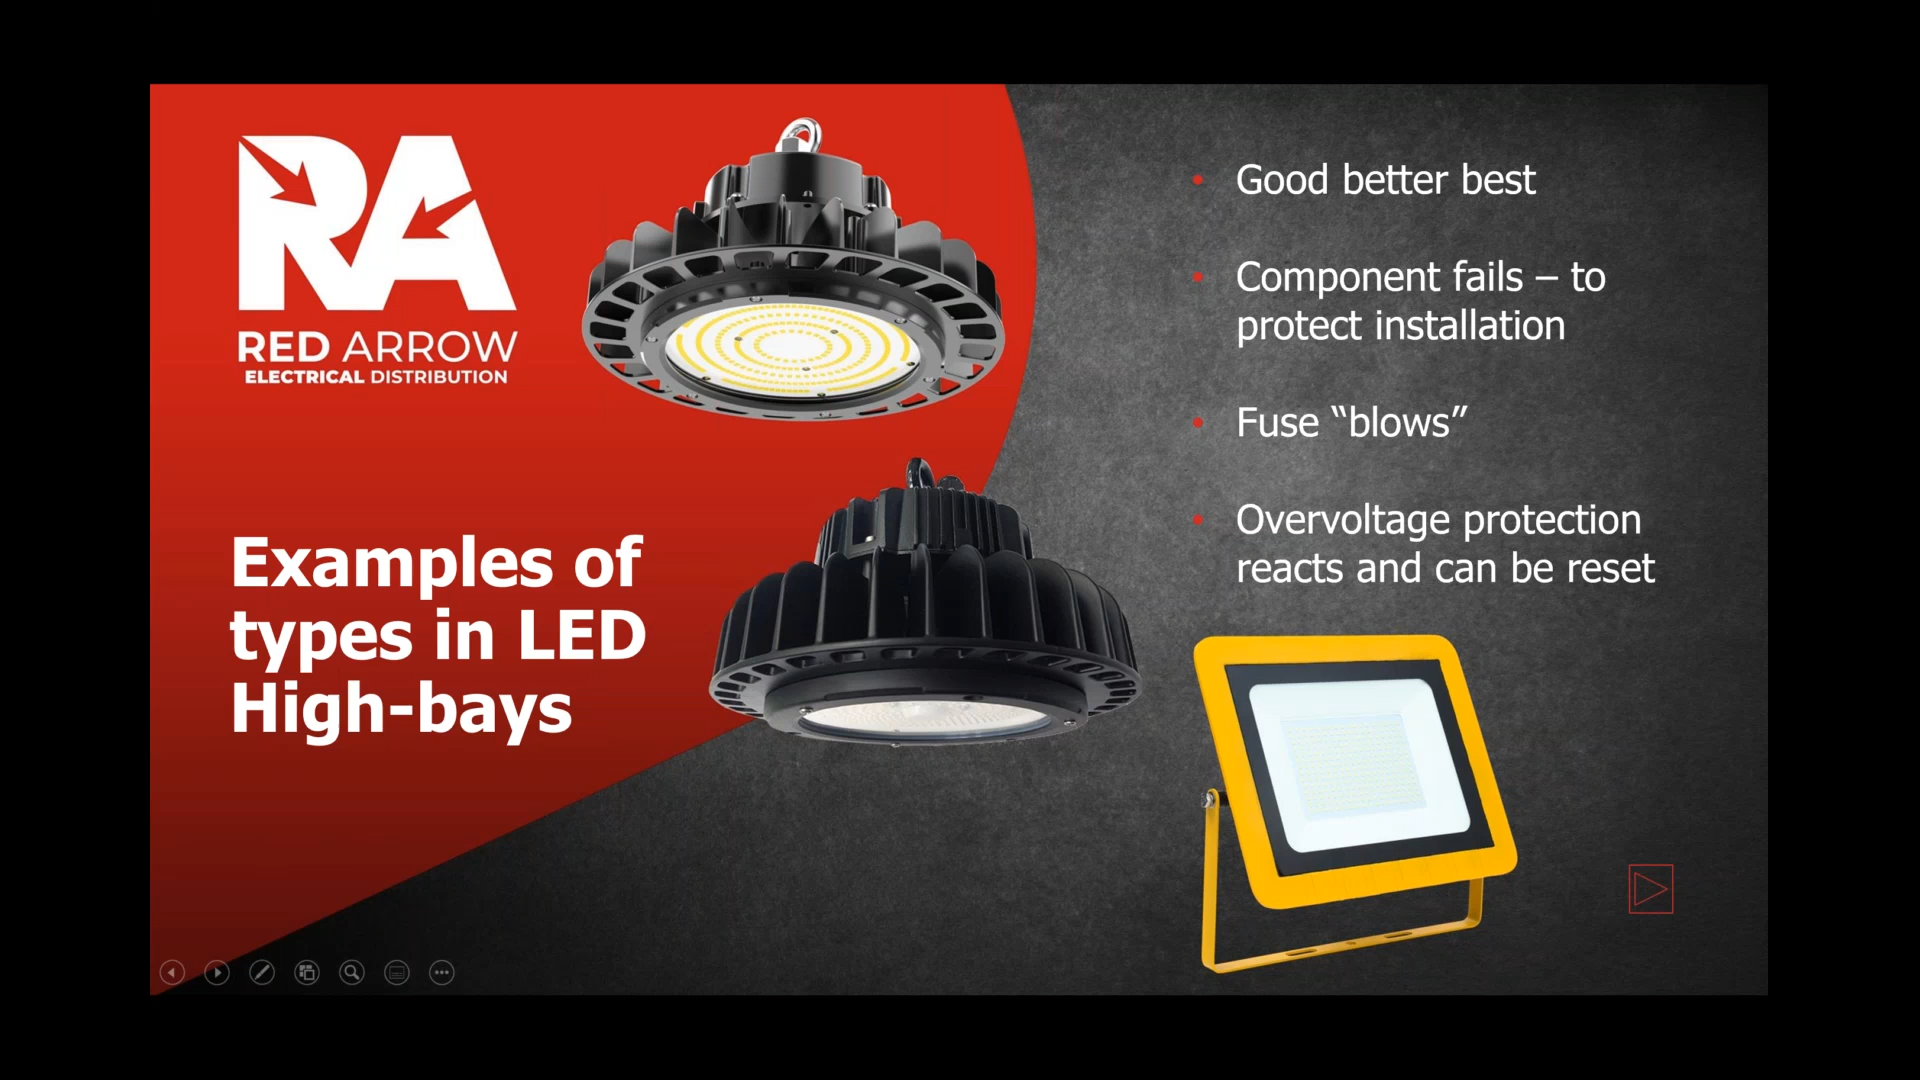 RA
RED ARROW
ELECTRICAL DISTRIBUTION
Examples of
types in LED
High-bays
• Good better best
• Component fails – to
protect installation
• Fuse “blows”
• Overvoltage protection
reacts and can be reset